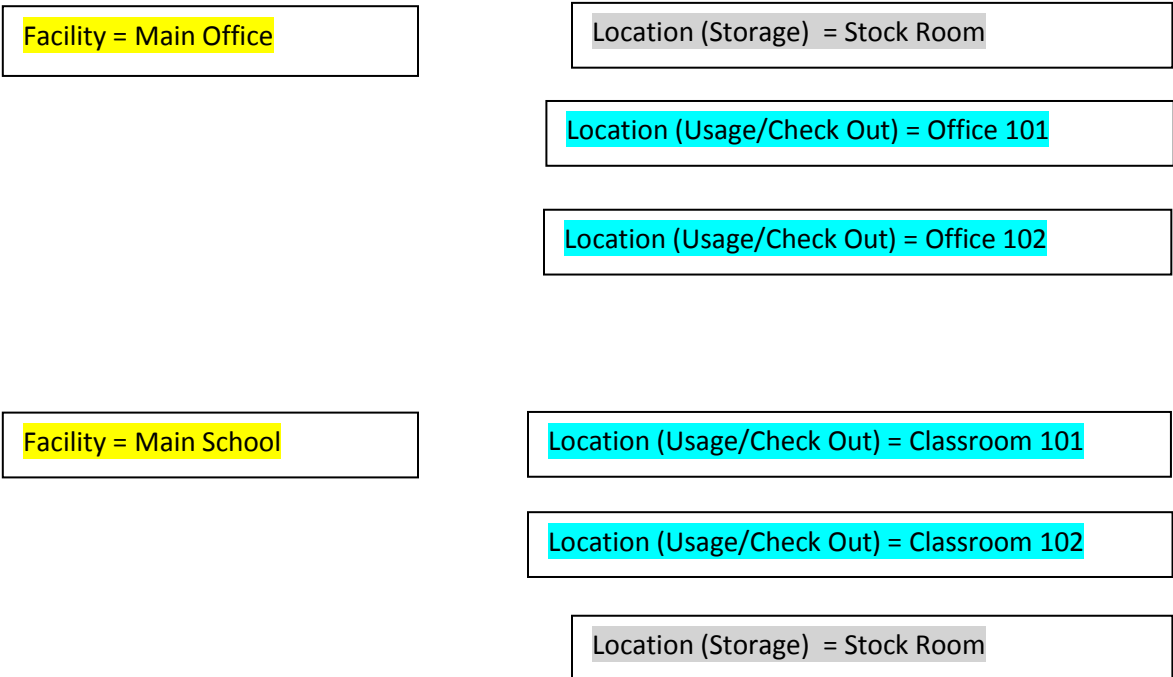 Facility = Main Office
Location (Storage)  = Stock Room
Location (Usage/Check Out) = Office 101
Location (Usage/Check Out) = Office 102
Facility = Main School
Location (Usage/Check Out) = Classroom 101
Location (Usage/Check Out) = Classroom 102
Location (Storage)  = Stock Room